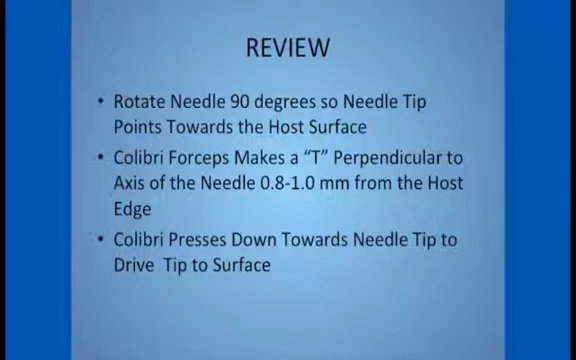 REVIEW
• Rotate Needle 90 degrees so Needle Tip
Points Towards the Host Surface
• Colibri Forceps Makes a “T” Perpendicular to
Axis of the Needle 0.8-1.0 mm from the Host
Edge
• Colibri Presses Down Towards Needle Tip to
Drive Tip to Surface